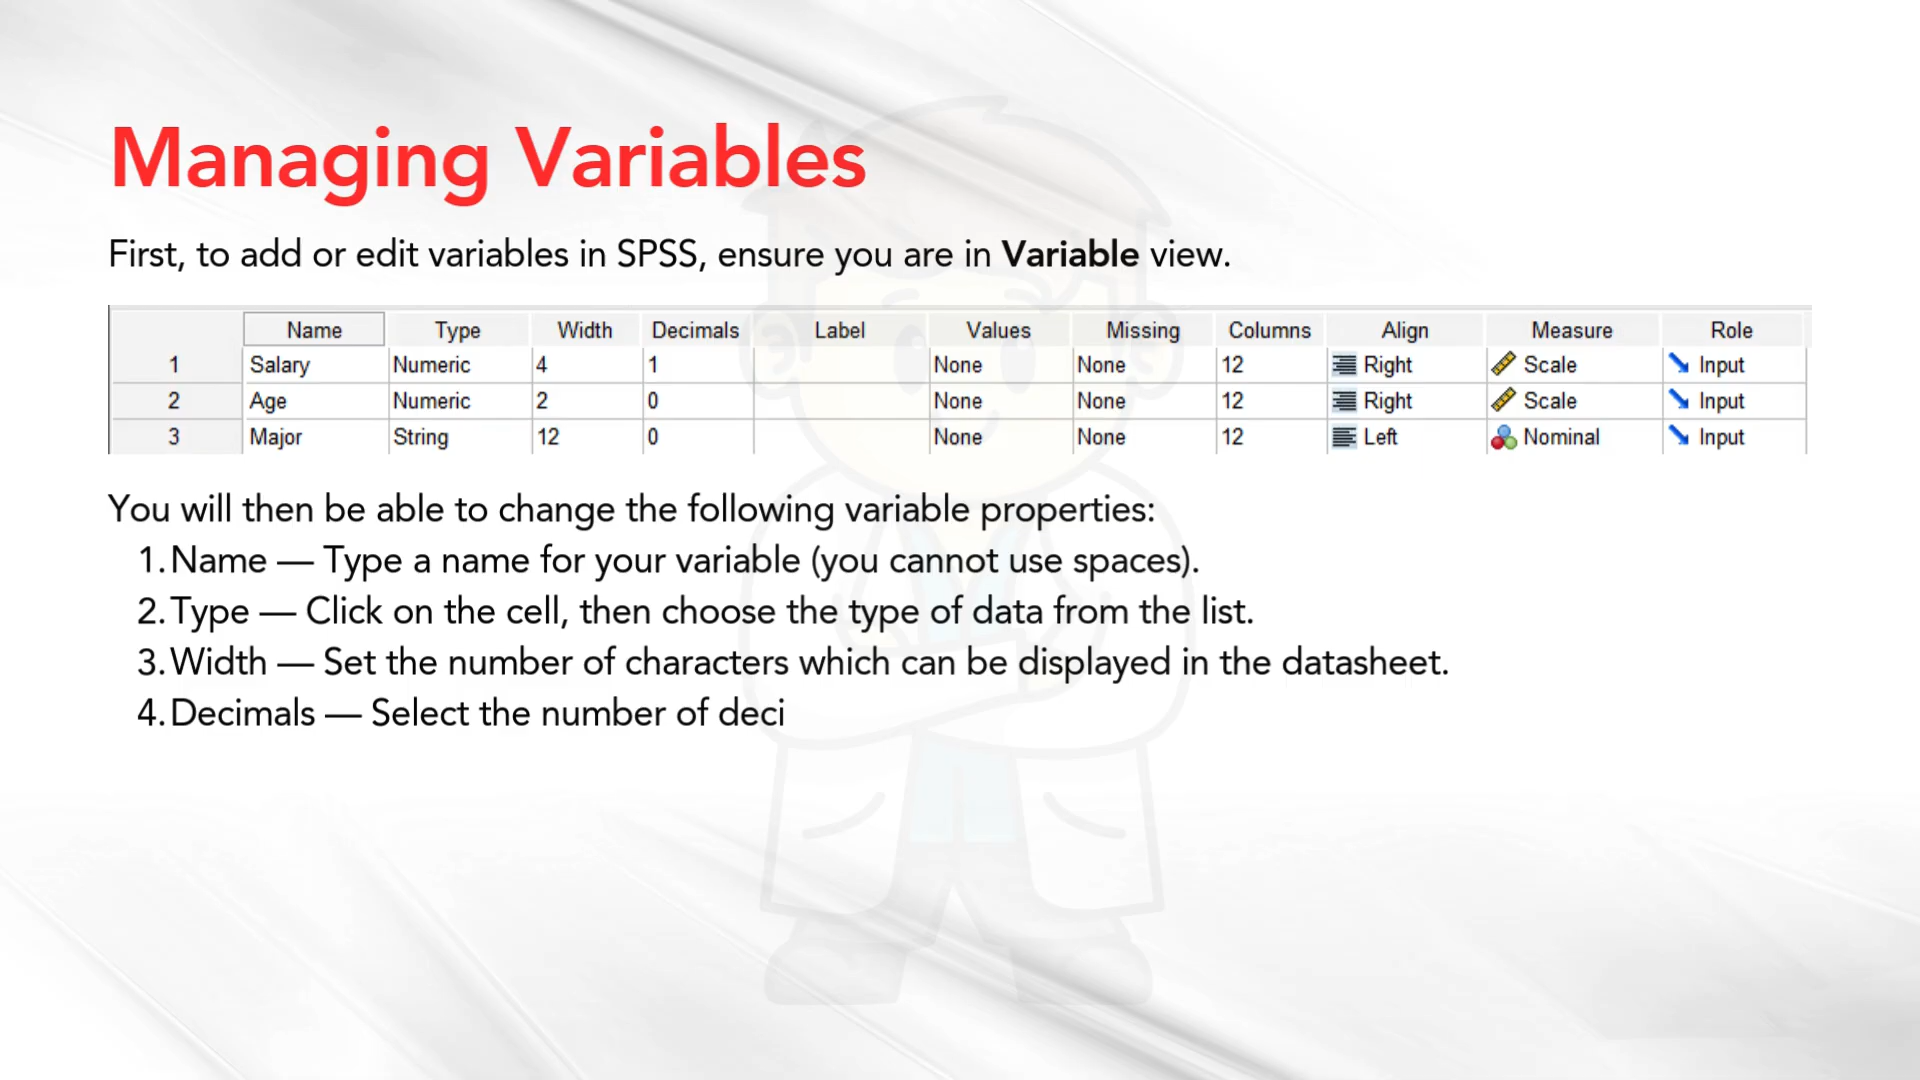 Managing Variables
First, to add or edit variables in SPSS, ensure you are in Variable view.
Name Type Width Decimals Label Values Missing Columns Align Measure Role
1 Salary Numeric 4 1 None None 12 Right Scale Input
2 Age Numeric 2 0 None None 12 Right Scale Input
3 Major String 12 0 None None 12 Left Nominal Input
You will then be able to change the following variable properties:
1. Name — Type a name for your variable (you cannot use spaces).
2. Type — Click on the cell, then choose the type of data from the list.
3. Width — Set the number of characters which can be displayed in the datasheet.
4. Decimals — Select the number of deci